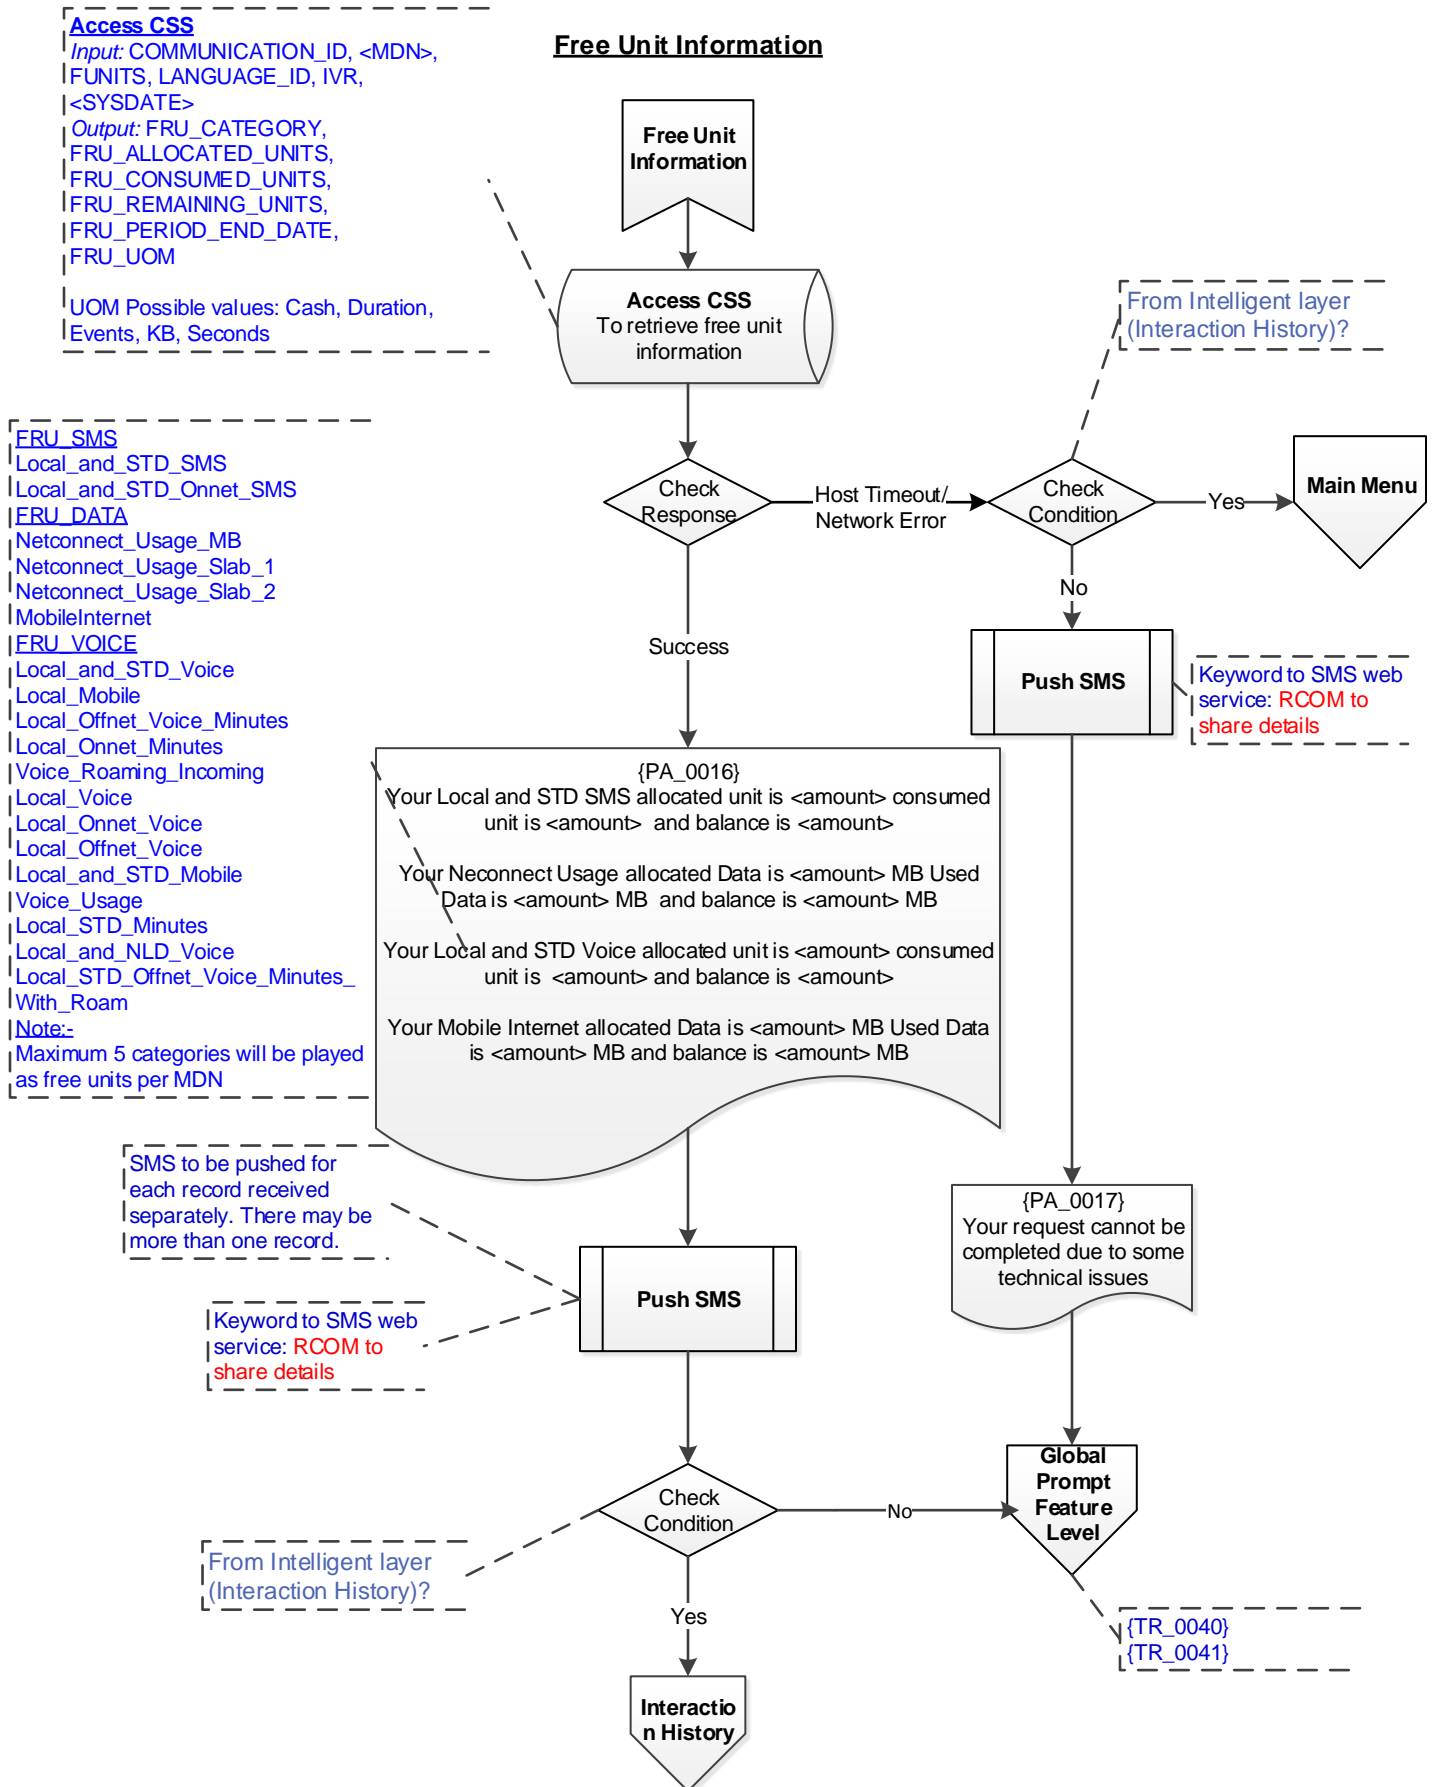 Access CSS
Input: COMMUNICATION_ID, <MDN>,
FUNITS, LANGUAGE_ID, IVR,
<SYSDATE>
Output: FRU_CATEGORY,
FRU_ALLOCATED_UNITS,
FRU_CONSUMED_UNITS,
FRU_REMAINING_UNITS,
FRU_PERIOD_END_DATE,
FRU_UOM
UOM Possible values: Cash, Duration,
Events, KB, Seconds
Free Unit Information
Free Unit
Information
Access CSS
To retrieve free unit
information
From Intelligent layer
(Interaction History)?
FRU_SMS
Local_and_STD_SMS
Local_and_STD_Onnet_SMS
FRU_DATA
Netconnect_Usage_MB
Netconnect_Usage_Slab_1
Netconnect_Usage_Slab_2
MobileInternet
FRU_VOICE
Local_and_STD_Voice
Local_Mobile
Local_Offnet_Voice_Minutes
Local_Onnet_Minutes
Voice_Roaming_Incoming
Local_Voice
Local_Onnet_Voice
Local_Offnet_Voice
Local_and_STD_Mobile
Voice_Usage
Local_STD_Minutes
Local_and_NLD_Voice
Local_STD_Offnet_Voice_Minutes_
With_Roam
Note:-
Maximum 5 categories will be played
as free units per MDN
Check
Response
Host Timeout/
Network Error
Check
Condition
Yes
Main Menu
No
Success
Push SMS
Keyword to SMS web
service: RCOM to
share details
{PA_0016}
Your Local and STD SMS allocated unit is <amount> consumed
unit is <amount> and balance is <amount>
Your Neconnect Usage allocated Data is <amount> MB Used
Data is <amount> MB and balance is <amount> MB
Your Local and STD Voice allocated unit is <amount> consumed
unit is <amount> and balance is <amount>
Your Mobile Internet allocated Data is <amount> MB Used Data
is <amount> MB and balance is <amount> MB
SMS to be pushed for
each record received
separately. There may be
more than one record.
{PA_0017}
Your request cannot be
completed due to some
technical issues
Push SMS
Keyword to SMS web
service: RCOM to
share details
Check
Condition
No
Global
Prompt
Feature
Level
From Intelligent layer
(Interaction History)?
Yes
{TR_0040}
{TR_0041}
Interactio
n History